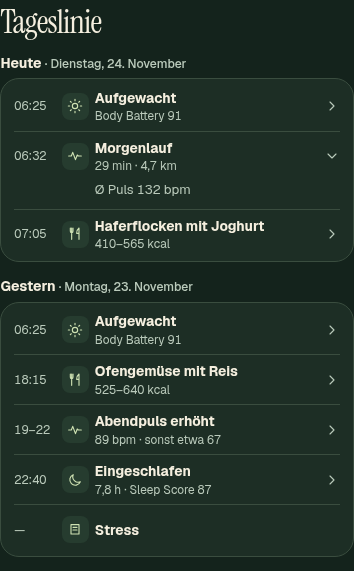 Tageslinie
Heute · Dienstag, 24. November
06:25 Aufgewacht
Body Battery 91
06:32 Morgenlauf
29 min · 4,7 km
Ø Puls 132 bpm
07:05 Haferflocken mit Joghurt
410–565 kcal
Gestern · Montag, 23. November
06:25 Aufgewacht
Body Battery 91
18:15 Ofengemüse mit Reis
525–640 kcal
19–22 Abendpuls erhöht
89 bpm · sonst etwa 67
22:40 Eingeschlafen
7,8 h · Sleep Score 87
— Stress